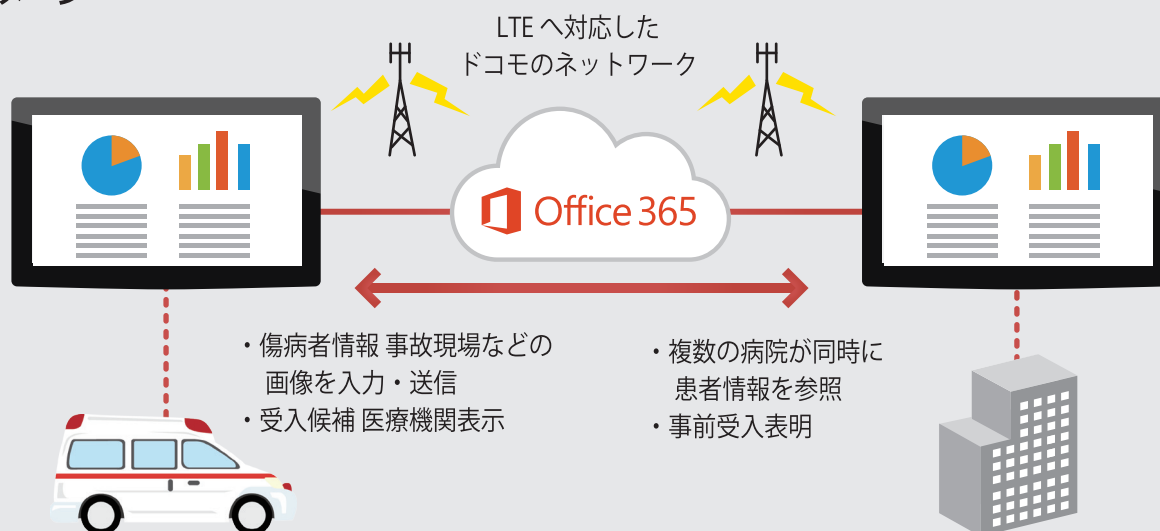 LTE へ対応した
ドコモのネットワーク
Office 365
・傷病者情報 事故現場などの
画像を入力・送信
・受入候補 医療機関表示
・複数の病院が同時に
患者情報を参照
・事前受入表明